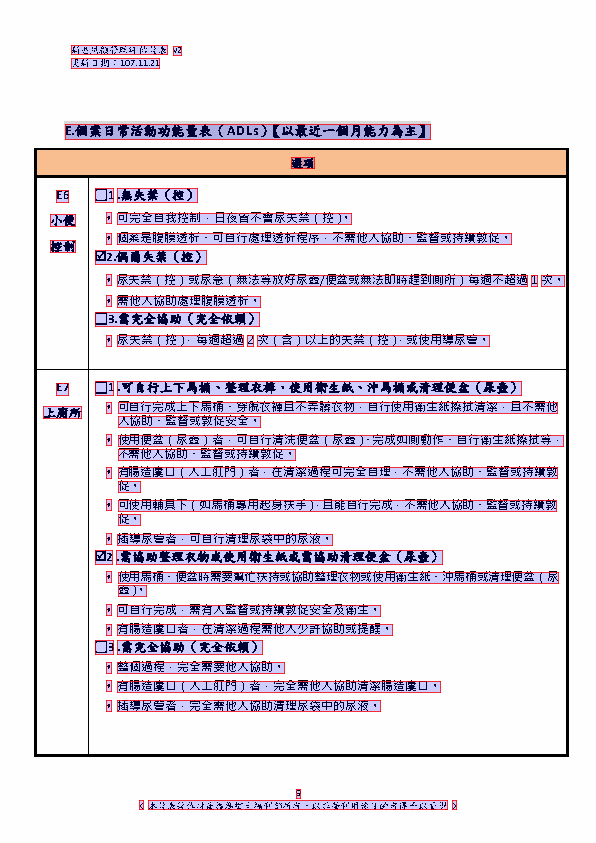 v2
更新日期：107.11.21
E.個案日常活動功能量表（ADLs）【以最近一個月能力為主】
選項
E6
小便
控制
□1.無失禁（控）
可完全自我控制，日夜皆不會尿失禁（控）。
個案是腹膜透析，可自行處理透析程序，不需他人協助、監督或持續敦促。
☑2.偶爾失禁（控）
尿失禁（控）或尿急（無法等放好尿壺/便盆或無法即時趕到廁所）每週不超過 1 次。
需他人協助處理腹膜透析。
□3.需完全協助（完全依賴）
尿失禁（控），每週超過 2 次（含）以上的失禁（控），或使用導尿管。
E7
上廁所
□1.可自行上下馬桶、整理衣褲、使用衛生紙、沖馬桶或清理便盆（尿壺）
可自行完成上下馬桶、穿脫衣褲且不弄髒衣物，自行使用衛生紙擦拭清潔，且不需他
人協助、監督或敦促安全。
使用便盆（尿壺）者，可自行清洗便盆（尿壺），完成如廁動作，自行衛生紙擦拭等，
不需他人協助、監督或持續敦促。
有腸造廔口（人工肛門）者，在清潔過程可完全自理，不需他人協助、監督或持續敦
促。
可使用輔具下（如馬桶專用起身扶手），且能自行完成，不需他人協助、監督或持續敦
促。
插導尿管者，可自行清理尿袋中的尿液。
☑2.需協助整理衣物或使用衛生紙或需協助清理便盆（尿壺）
使用馬桶、便盆時需要幫忙扶持或協助整理衣物或使用衛生紙，沖馬桶或清理便盆（尿
壺）。
可自行完成，需有人監督或持續敦促安全及衛生。
有腸造廔口者，在清潔過程需他人少許協助或提醒。
□3.需完全協助（完全依賴）
整個過程，完全需要他人協助。
有腸造廔口（人工肛門）者，完全需他人協助清潔腸造廔口。
插導尿管者，完全需他人協助清理尿袋中的尿液。